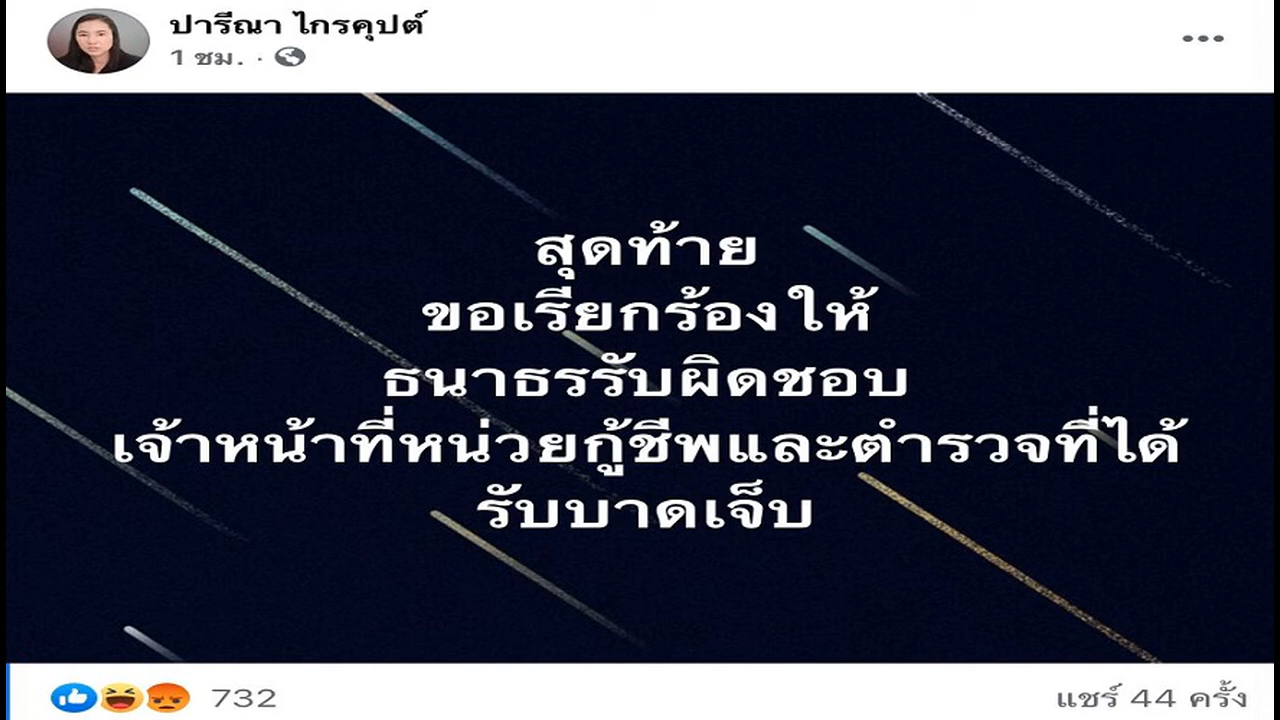 ปารีณา ไกรคุปต์
1 ชม. ·
สุดท้าย
ขอเรียกร้องให้
ธนาธรรับผิดชอบ
เจ้าหน้าที่หน่วยกู้ชีพและตำรวจที่ได้
รับบาดเจ็บ
732
แชร์ 44 ครั้ง